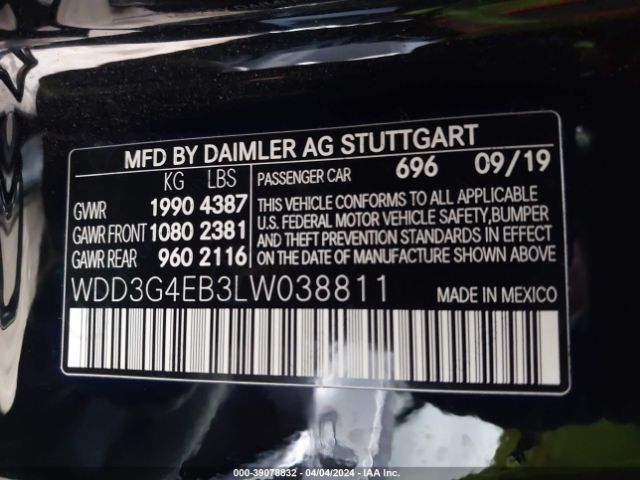 MFD BY DAIMLER AG STUTTGART
KG LBS
GVWR 1990 4387
GAWR FRONT 1080 2381
GAWR REAR 960 2116
PASSENGER CAR 696 09/19
THIS VEHICLE CONFORMS TO ALL APPLICABLE
U.S. FEDERAL MOTOR VEHICLE SAFETY,BUMPER
AND THEFT PREVENTION STANDARDS IN EFFECT
ON THE DATE OF MANUFACTURE SHOWN ABOVE.
WDD3G4EB3LW038811 MADE IN MEXICO
000-39078832 - 04/04/2024 - IAA Inc.